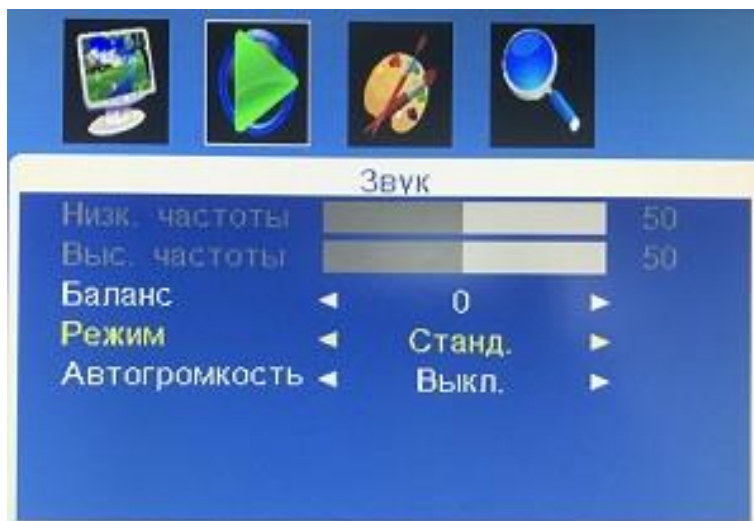 Звук
Низк. частоты 50
Выс. частоты 50
Баланс 0
Режим Станд.
Автогромкость Выкл.